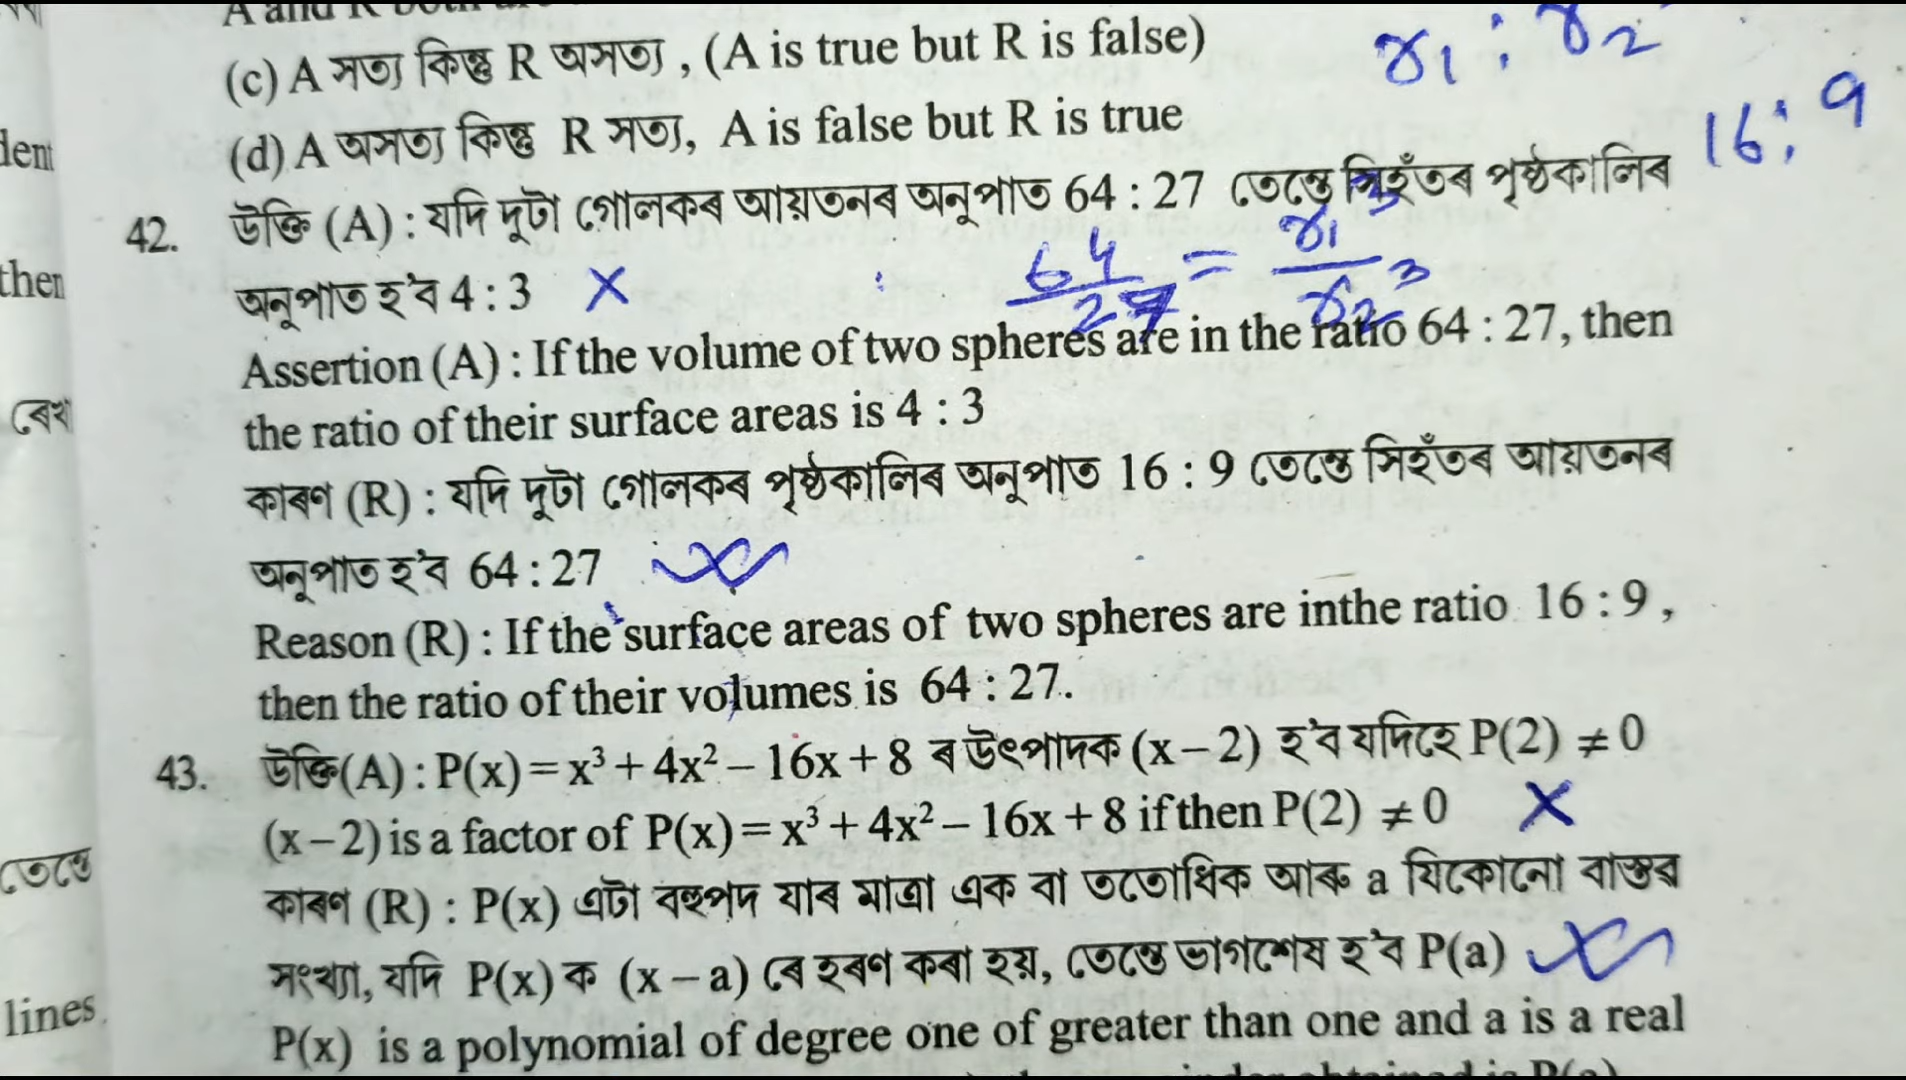 A and R both are
(c) A সত্য কিন্তু R অসত্য , (A is true but R is false)
(d) A অসত্য কিন্তু R সত্য, A is false but R is true
r1 : r2
16 : 9
dent
then
ৰেখা
তেন্তে
lines
42. উক্তি (A) : যদি দুটা গোলকৰ আয়তনৰ অনুপাত 64 : 27 তেন্তে সিহঁতৰ পৃষ্ঠকালিৰ
অনুপাত হ'ব 4 : 3 X
64/27 = r1³/r2³
Assertion (A) : If the volume of two spheres are in the ratio 64 : 27, then
the ratio of their surface areas is 4 : 3
কাৰণ (R) : যদি দুটা গোলকৰ পৃষ্ঠকালিৰ অনুপাত 16 : 9 তেন্তে সিহঁতৰ আয়তনৰ
অনুপাত হ'ব 64 : 27
Reason (R) : If the surface areas of two spheres are inthe ratio 16 : 9 ,
then the ratio of their volumes is 64 : 27.
43. উক্তি(A) : P(x) = x³ + 4x² – 16x + 8 ৰ উৎপাদক (x – 2) হ'ব যদিহে P(2) ≠ 0
(x – 2) is a factor of P(x) = x³ + 4x² – 16x + 8 if then P(2) ≠ 0 X
কাৰণ (R) : P(x) এটা বহুপদ যাৰ মাত্ৰা এক বা ততোধিক আৰু a যিকোনো বাস্তৱ
সংখ্যা, যদি P(x) ক (x – a) ৰে হৰণ কৰা হয়, তেন্তে ভাগশেষ হ'ব P(a)
P(x) is a polynomial of degree one of greater than one and a is a real